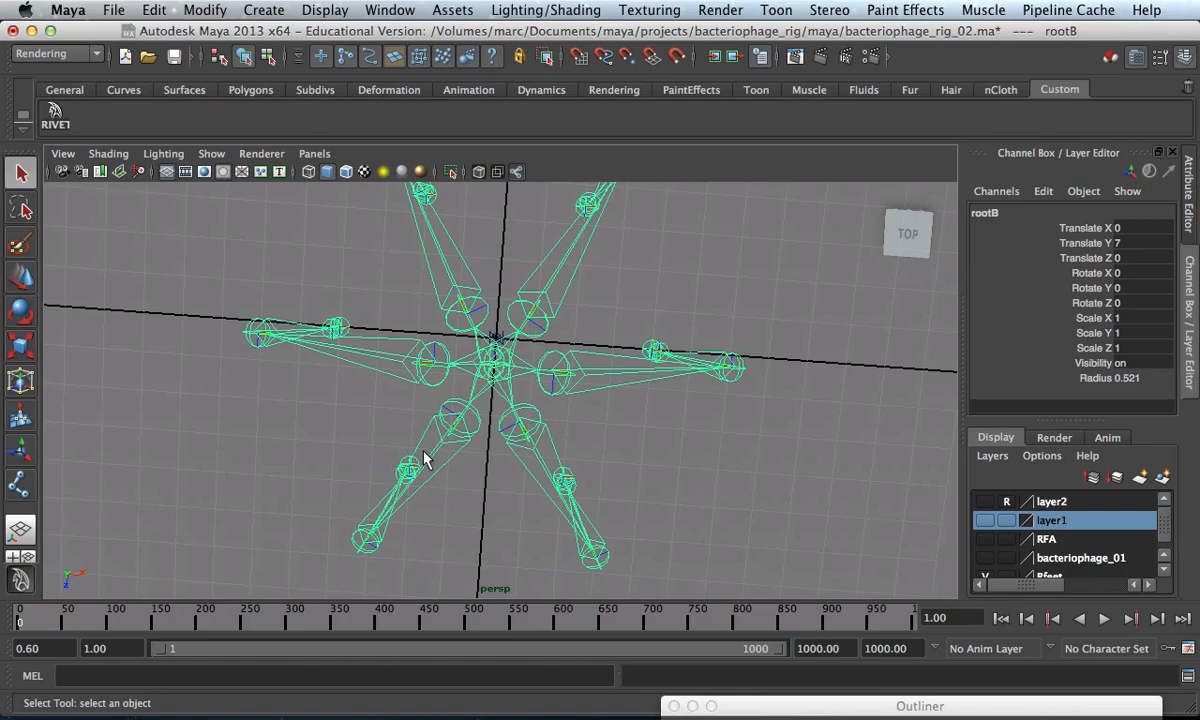 Maya File Edit Modify Create Display Window Assets Lighting/Shading Texturing Render Toon Stereo Paint Effects Muscle Pipeline Cache Help
Autodesk Maya 2013 x64 - Educational Version: /Volumes/marc/Documents/maya/projects/bacteriophage_rig/maya/bacteriophage_rig_02.ma* --- rootB
Rendering
General Curves Surfaces Polygons Subdivs Deformation Animation Dynamics Rendering PaintEffects Toon Muscle Fluids Fur Hair nCloth Custom
RIVET
View Shading Lighting Show Renderer Panels
Channel Box / Layer Editor
Channels Edit Object Show
rootB
Translate X 0
Translate Y 7
Translate Z 0
Rotate X 0
Rotate Y 0
Rotate Z 0
Scale X 1
Scale Y 1
Scale Z 1
Visibility on
Radius 0.521
Attribute Editor
Channel Box / Layer Editor
TOP
persp
Display Render Anim
Layers Options Help
R layer2
layer1
RFA
bacteriophage_01
V Rfeet
0 50 100 150 200 250 300 350 400 450 500 550 600 650 700 750 800 850 900 950 1
0
1.00
0.60 1.00 1 1000 1000.00 1000.00 No Anim Layer No Character Set
MEL
Select Tool: select an object
Outliner